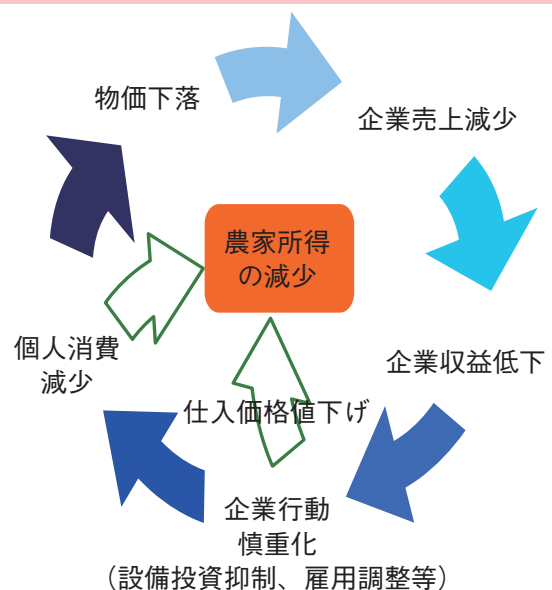 物価下落
企業売上減少
農家所得
の減少
企業収益低下
個人消費
減少
仕入価格値下げ
企業行動
慎重化
（設備投資抑制、雇用調整等）